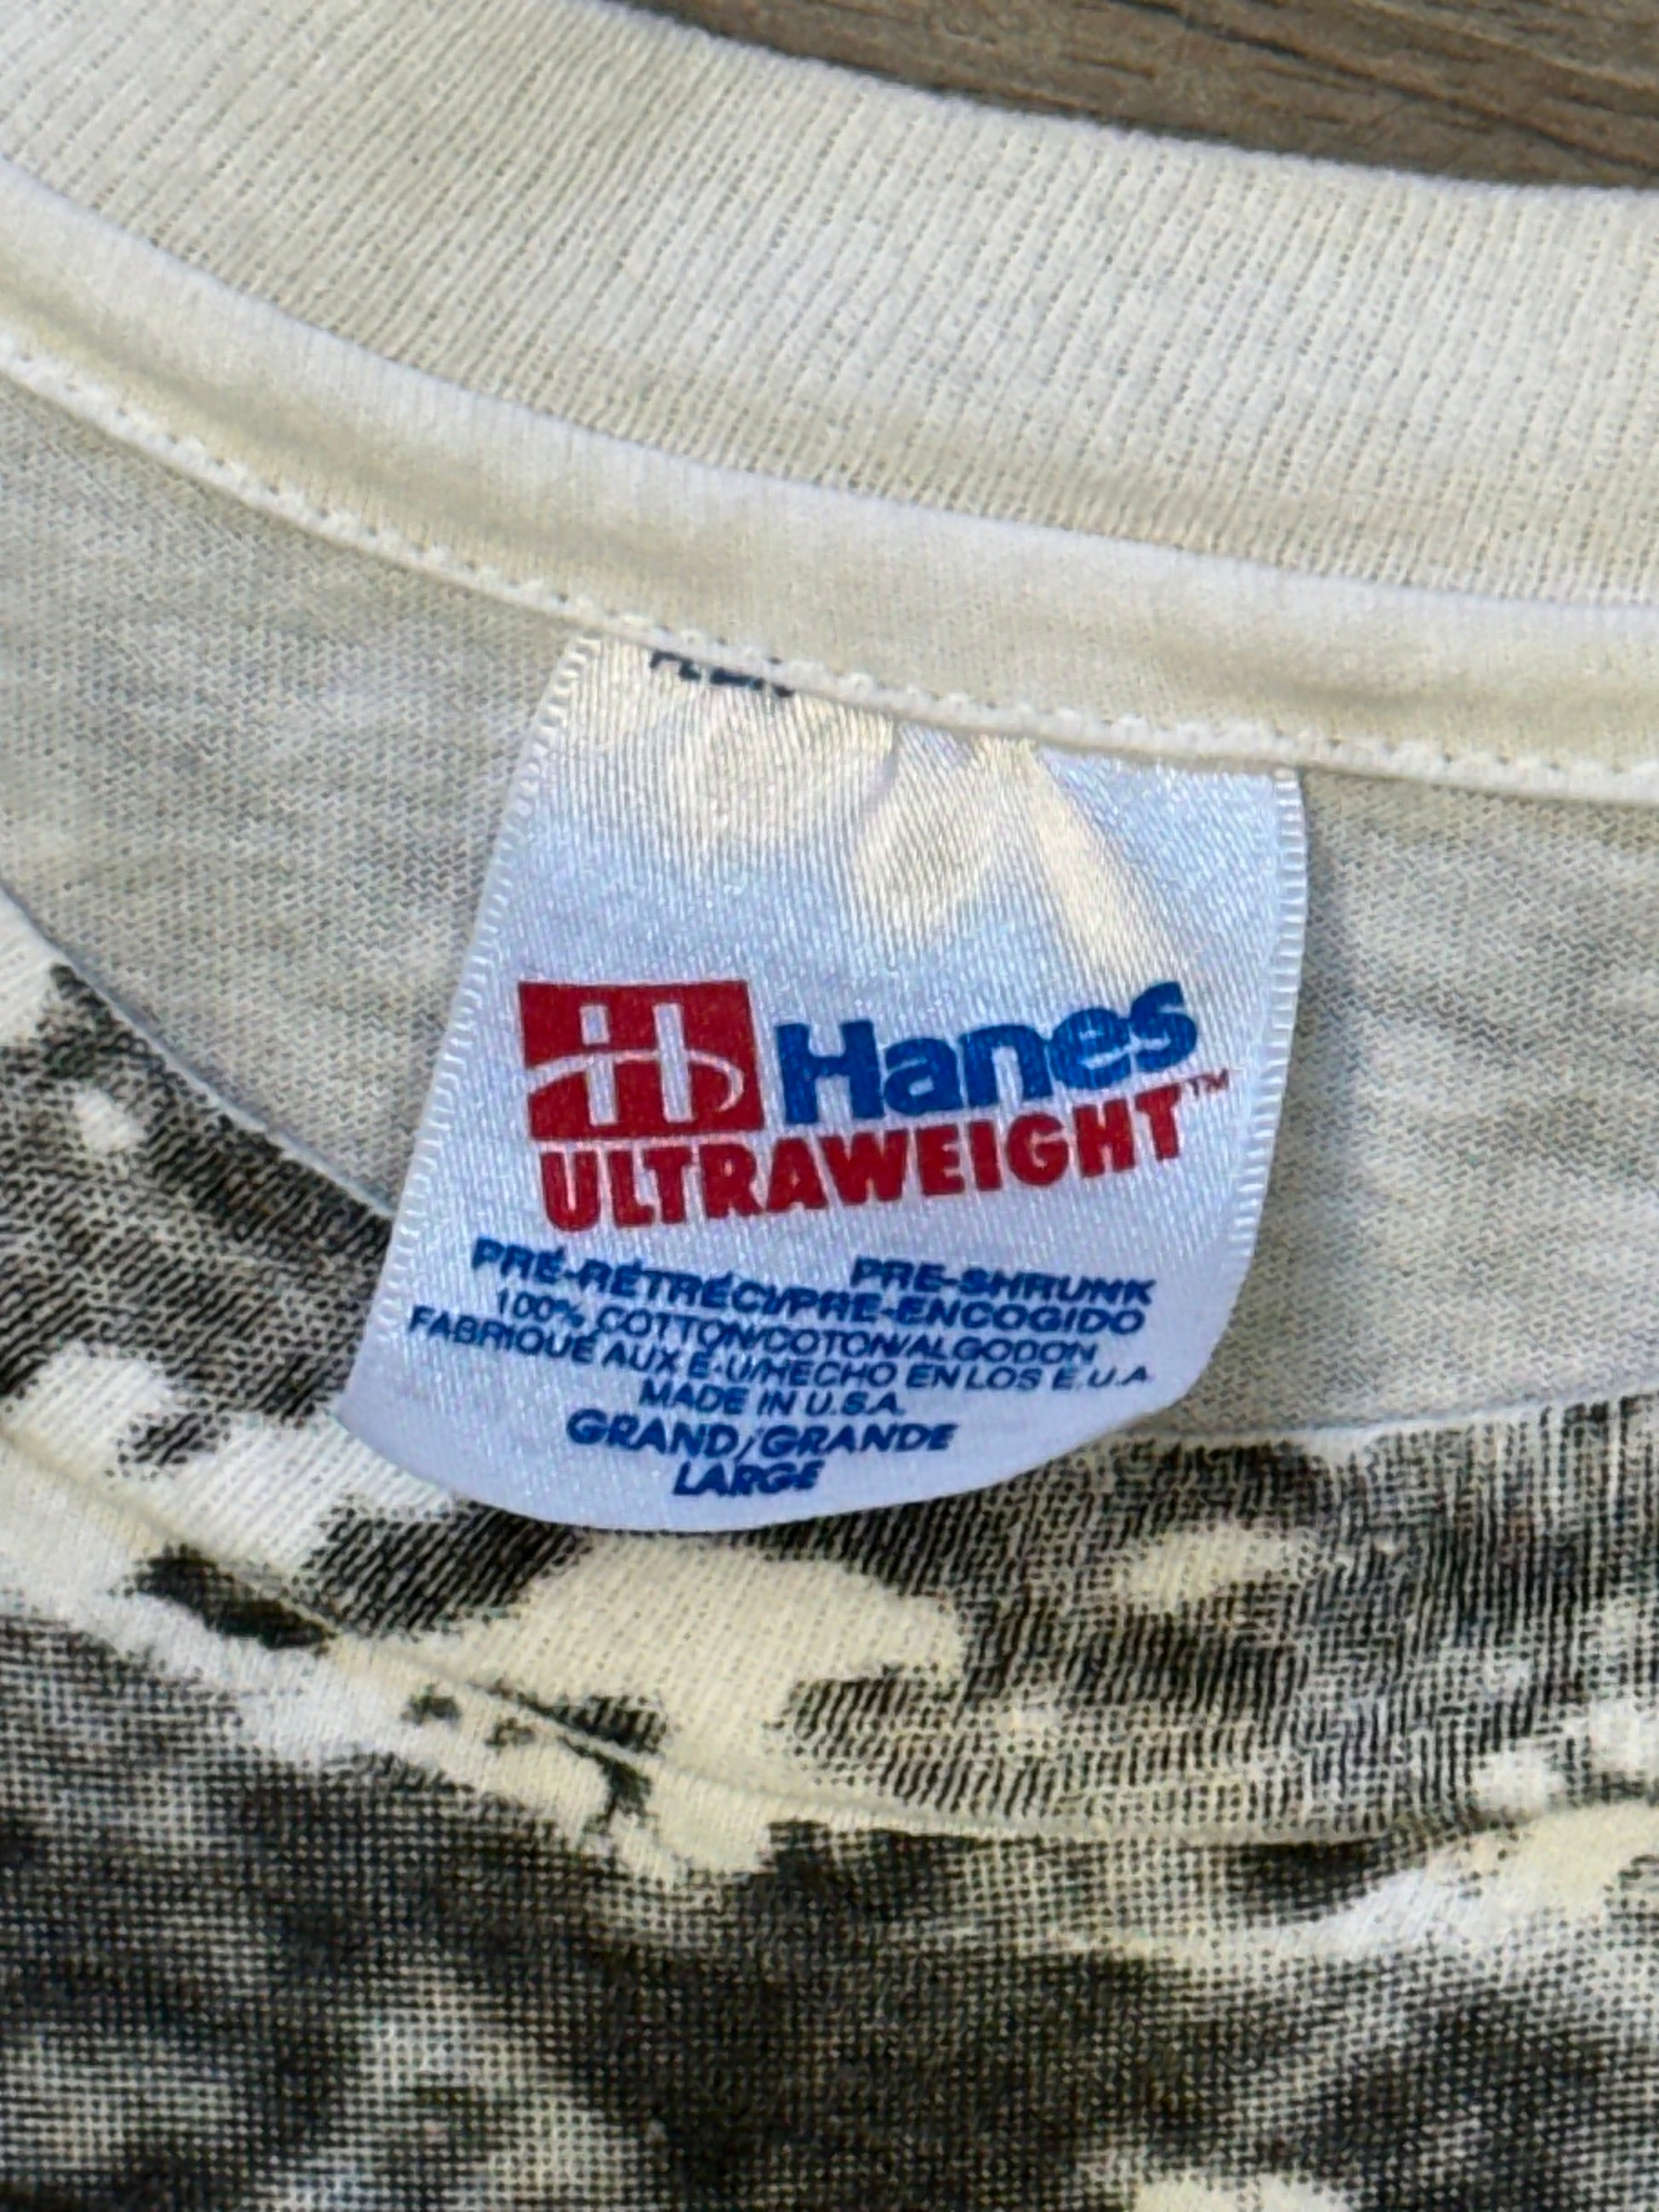 Hanes
ULTRAWEIGHT™
PRE-SHRUNK
PRÉ-RÉTRÉCI/PRE-ENCOGIDO
100% COTTON/COTON/ALGODON
FABRIQUÉ AUX É-U/HECHO EN LOS E.U.A.
MADE IN U.S.A.
GRAND/GRANDE
LARGE